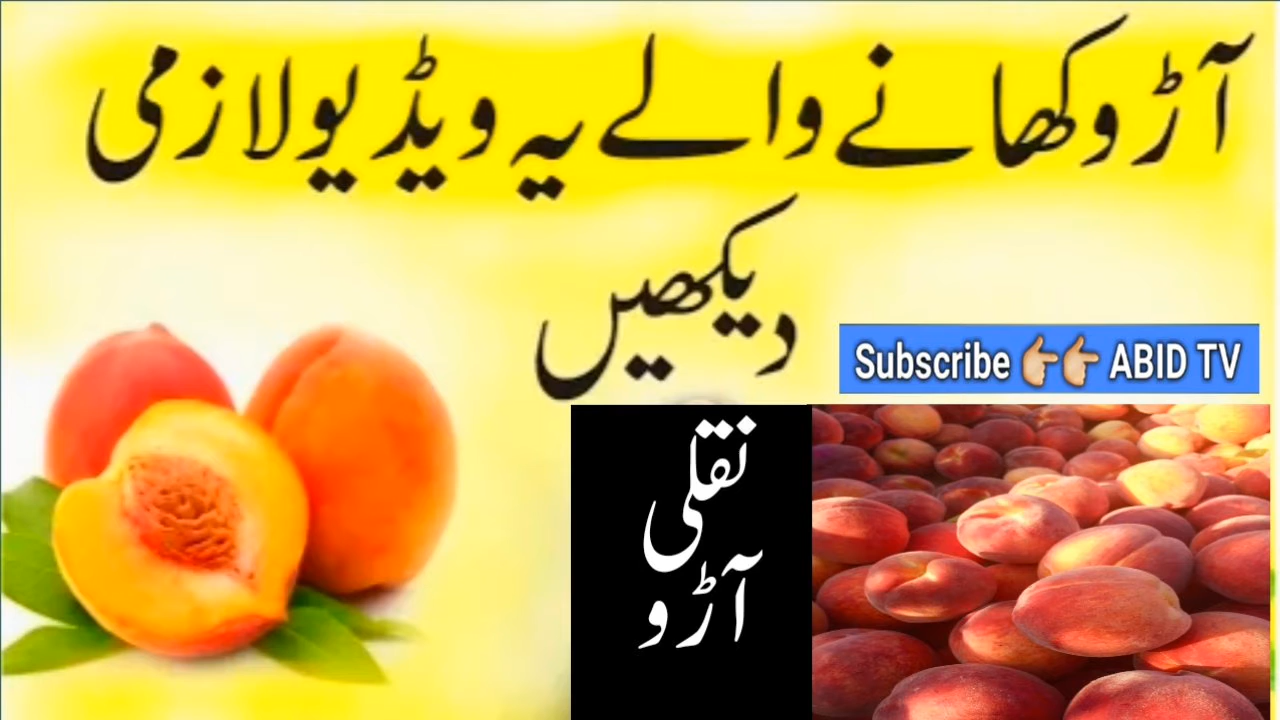 آڑو کھانے والے یہ ویڈیو لازمی
دیکھیں
Subscribe 👉👉 ABID TV
نقلی
آڑو